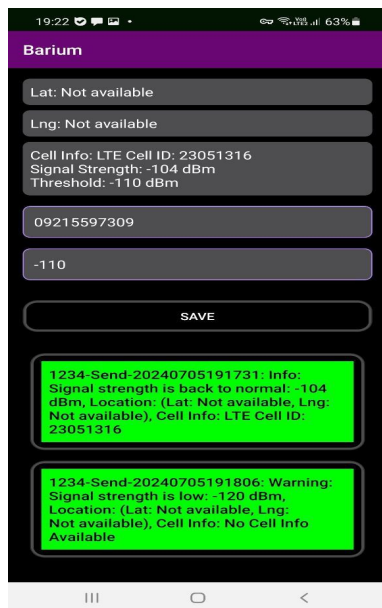 19:22
63%
Barium
Lat: Not available
Lng: Not available
Cell Info: LTE Cell ID: 23051316
Signal Strength: -104 dBm
Threshold: -110 dBm
09215597309
-110
SAVE
1234-Send-20240705191731: Info:
Signal strength is back to normal: -104
dBm, Location: (Lat: Not available, Lng:
Not available), Cell Info: LTE Cell ID:
23051316
1234-Send-20240705191806: Warning:
Signal strength is low: -120 dBm,
Location: (Lat: Not available, Lng:
Not available), Cell Info: No Cell Info
Available